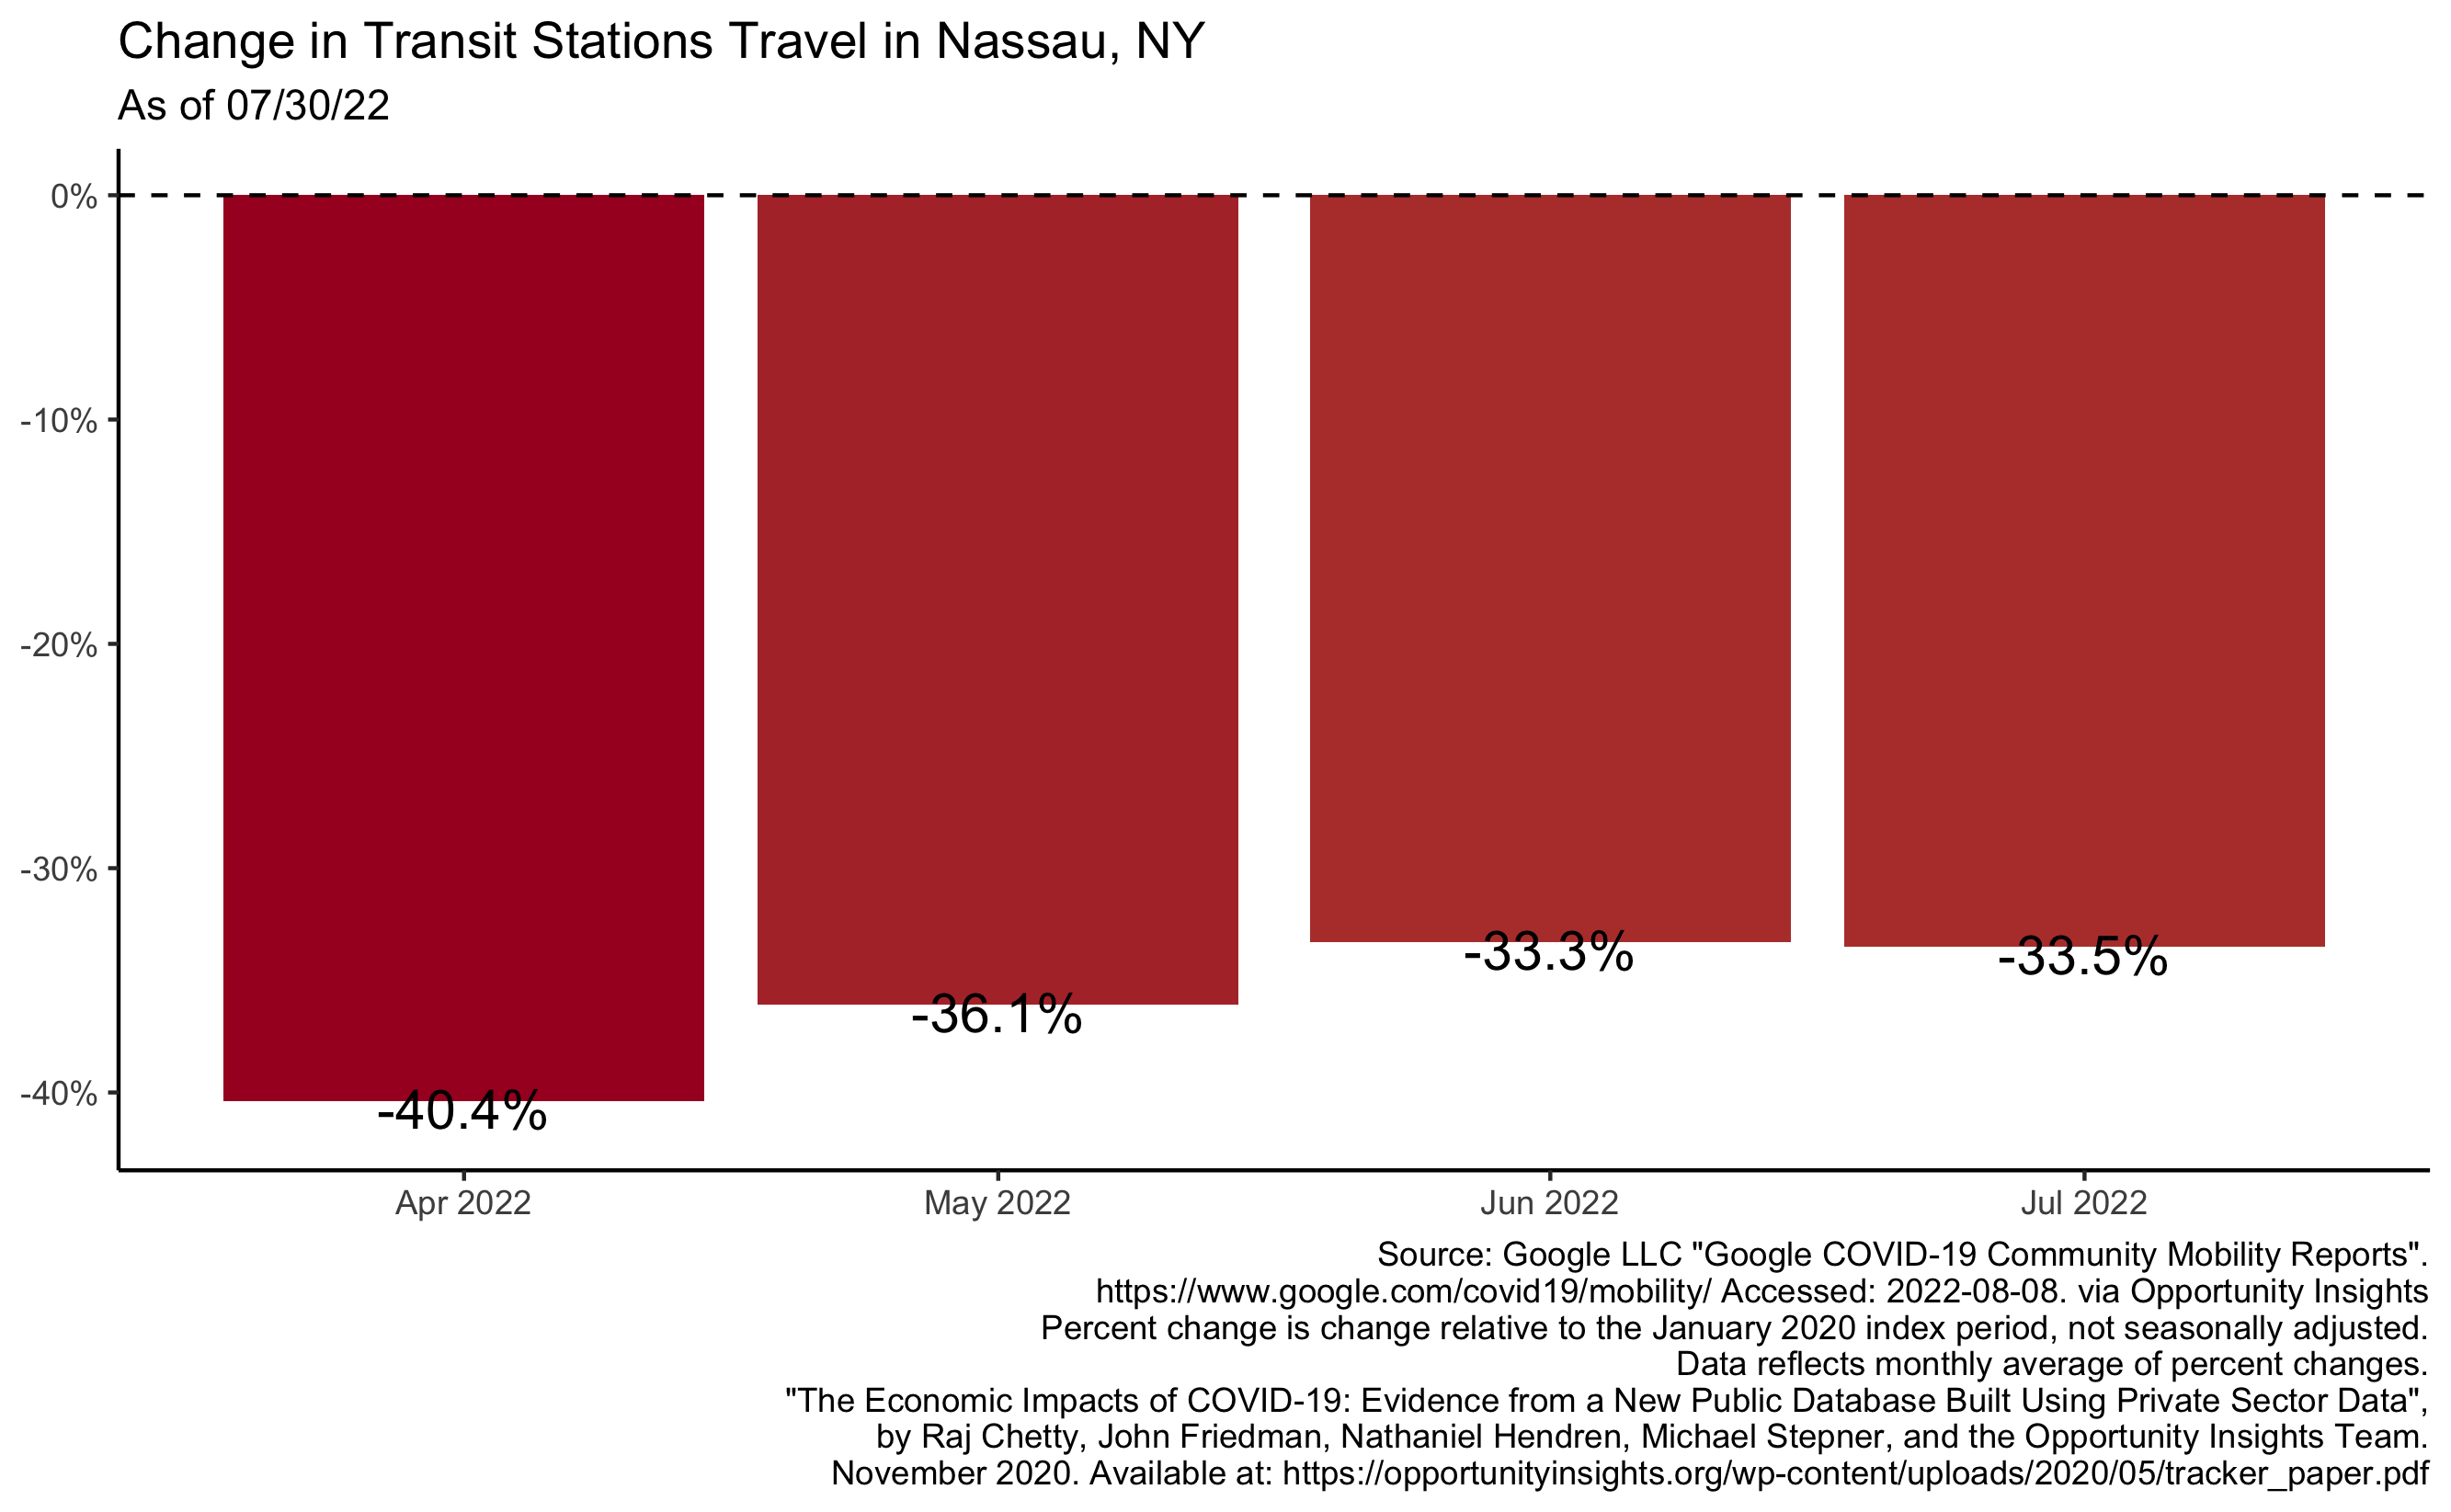 Change in Transit Stations Travel in Nassau, NY
As of 07/30/22
0%
-10%
-20%
-30%
-40%
-40.4%
-36.1%
-33.3%
-33.5%
Apr 2022
May 2022
Jun 2022
Jul 2022
Source: Google LLC "Google COVID-19 Community Mobility Reports".
https://www.google.com/covid19/mobility/ Accessed: 2022-08-08. via Opportunity Insights
Percent change is change relative to the January 2020 index period, not seasonally adjusted.
Data reflects monthly average of percent changes.
"The Economic Impacts of COVID-19: Evidence from a New Public Database Built Using Private Sector Data",
by Raj Chetty, John Friedman, Nathaniel Hendren, Michael Stepner, and the Opportunity Insights Team.
November 2020. Available at: https://opportunityinsights.org/wp-content/uploads/2020/05/tracker_paper.pdf